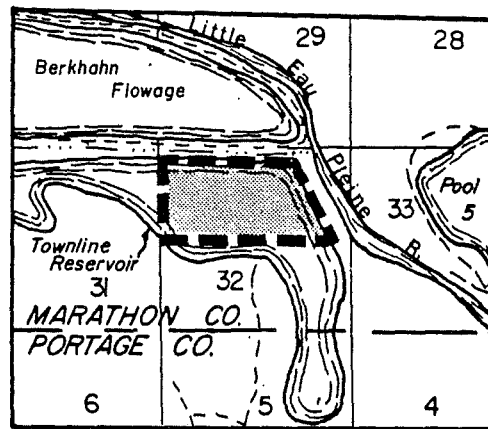 Little Eau Pleine R.
29
28
Berkhahn
Flowage
33
Pool
5
Townline
Reservoir
31
32
MARATHON CO.
PORTAGE CO.
6
5
4